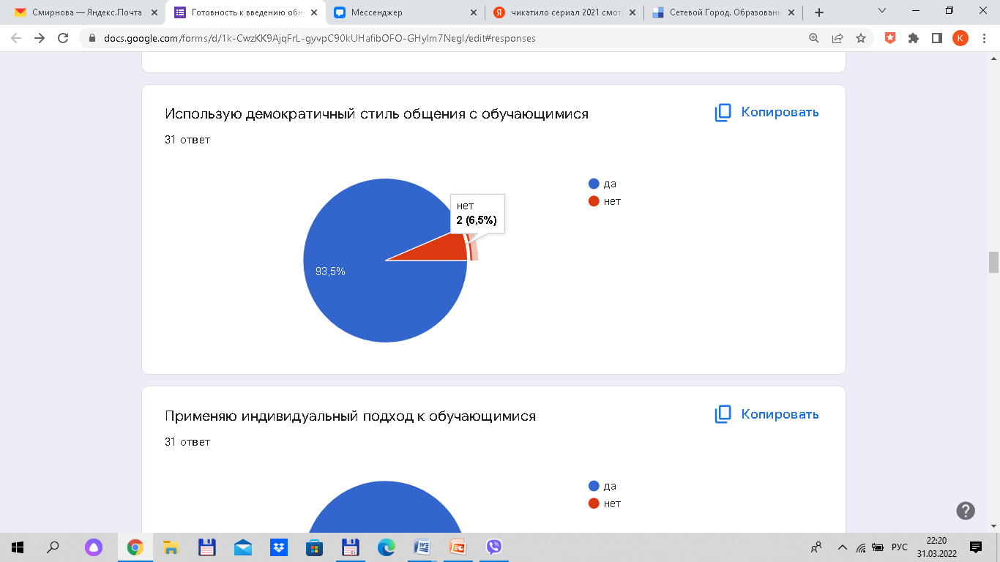 Смирнова — Яндекс.Почта
Готовность к введению обн
Мессенджер
чикатило сериал 2021 смот
Сетевой Город. Образовани
docs.google.com/forms/d/1k-CwzKK9AjqFrL-gyvpC90kUHafibOFO-GHylm7NegI/edit#responses
К
Использую демократичный стиль общения с обучающимися
Копировать
31 ответ
да
нет
нет
2 (6,5%)
93,5%
Применяю индивидуальный подход к обучающимися
Копировать
31 ответ
да
нет
РУС
22:20
31.03.2022